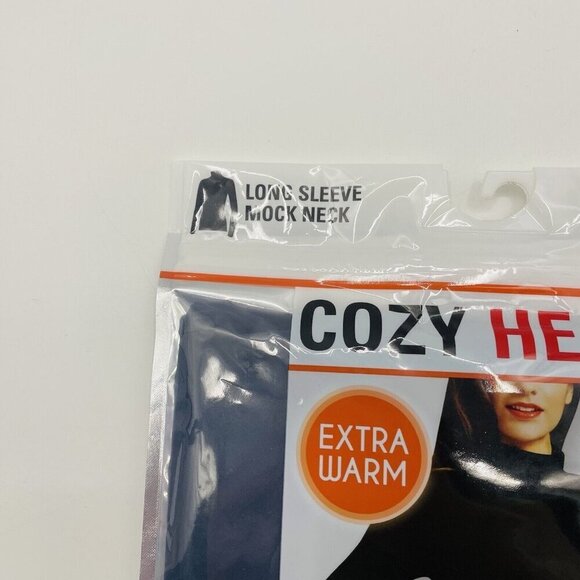 LONG SLEEVE
MOCK NECK
COZY HE
EXTRA
WARM